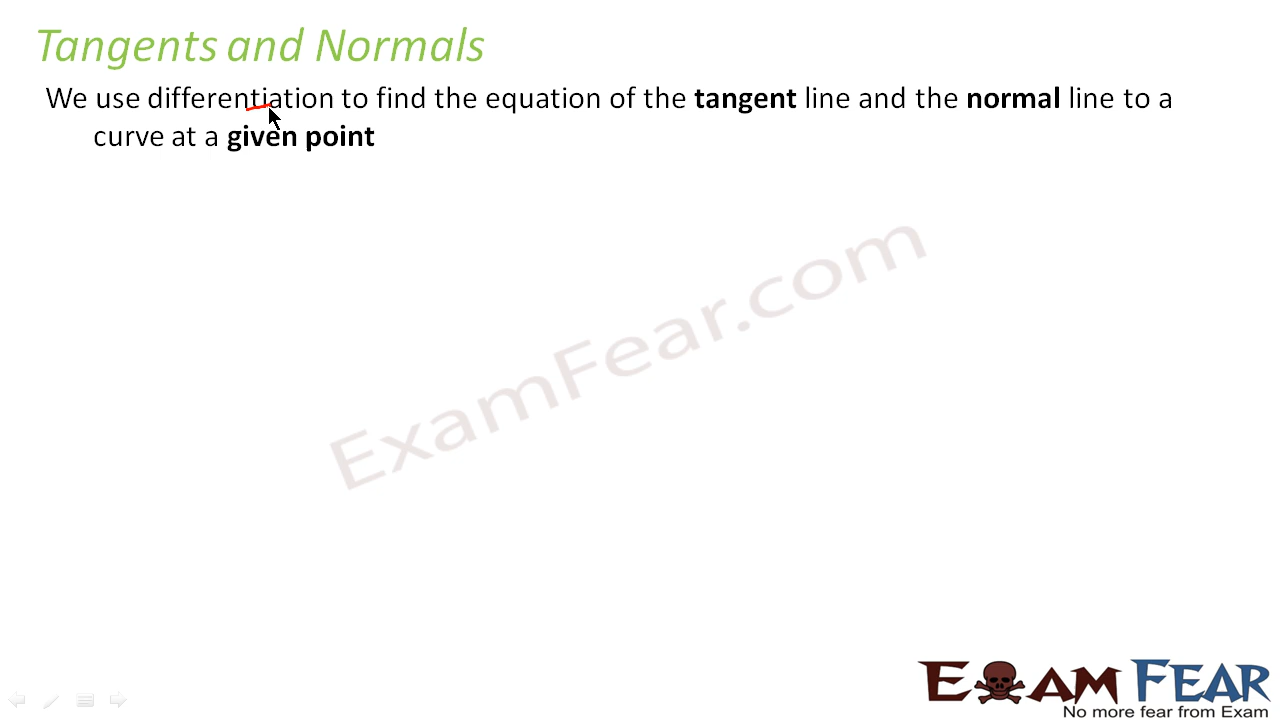 Tangents and Normals
We use differentiation to find the equation of the tangent line and the normal line to a
curve at a given point
ExamFear.com
EXAM FEAR
No more fear from Exam